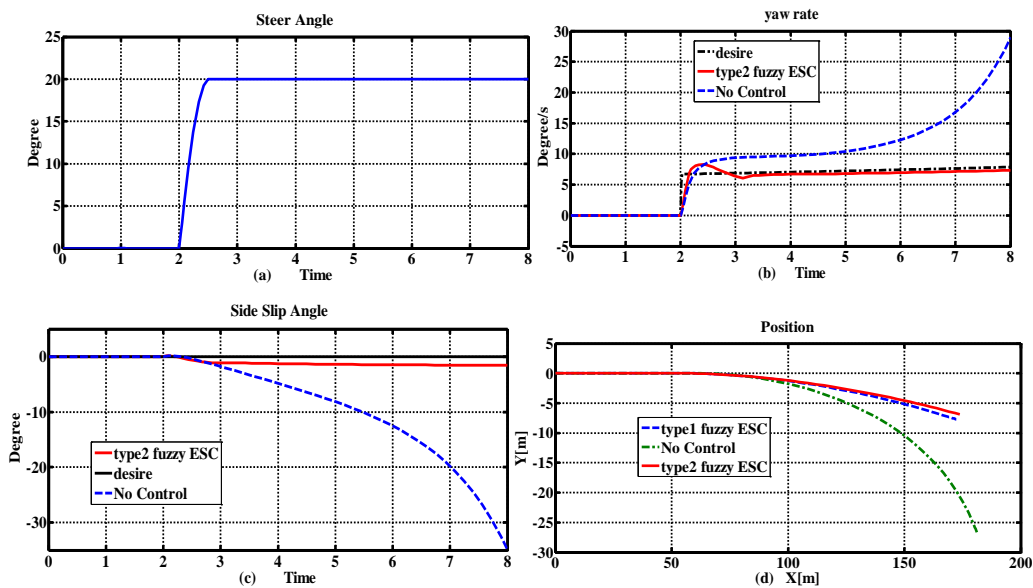 Steer Angle
25
20
15
10
5
0
Degree
0 1 2 3 4 5 6 7 8
(a) Time
yaw rate
30
25
20
15
10
5
0
-5
Degree/s
desire
type2 fuzzy ESC
No Control
0 1 2 3 4 5 6 7 8
(b) Time
Side Slip Angle
0
-10
-20
-30
Degree
type2 fuzzy ESC
desire
No Control
0 1 2 3 4 5 6 7 8
(c) Time
Position
5
0
-5
-10
-15
-20
-25
-30
Y[m]
type1 fuzzy ESC
No Control
type2 fuzzy ESC
0 50 100 150 200
(d) X[m]